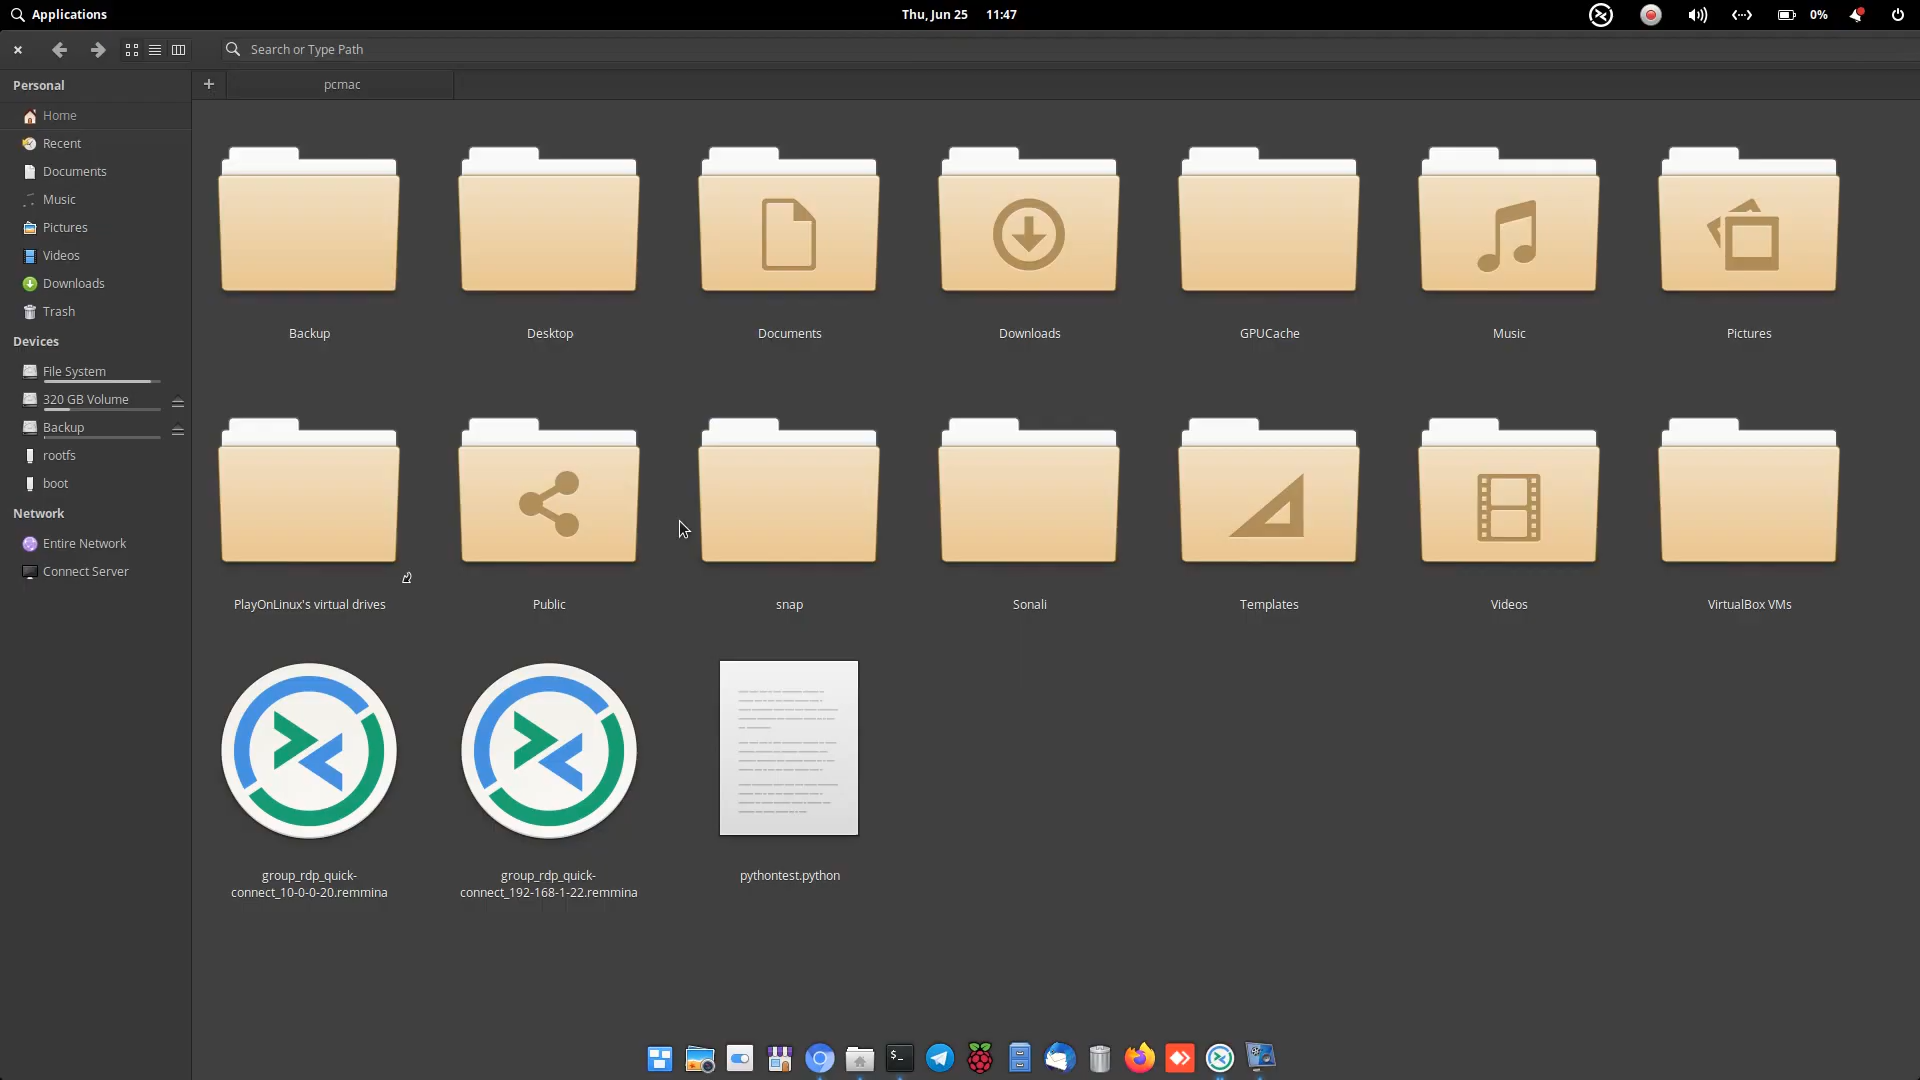 Applications
Thu, Jun 25 11:47
0%
Search or Type Path
pcmac
Personal
Home
Recent
Documents
Music
Pictures
Videos
Downloads
Trash
Devices
File System
320 GB Volume
Backup
rootfs
boot
Network
Entire Network
Connect Server
Backup
Desktop
Documents
Downloads
GPUCache
Music
Pictures
PlayOnLinux's virtual drives
Public
snap
Sonali
Templates
Videos
VirtualBox VMs
group_rdp_quick-
connect_10-0-0-20.remmina
group_rdp_quick-
connect_192-168-1-22.remmina
pythontest.python
$_